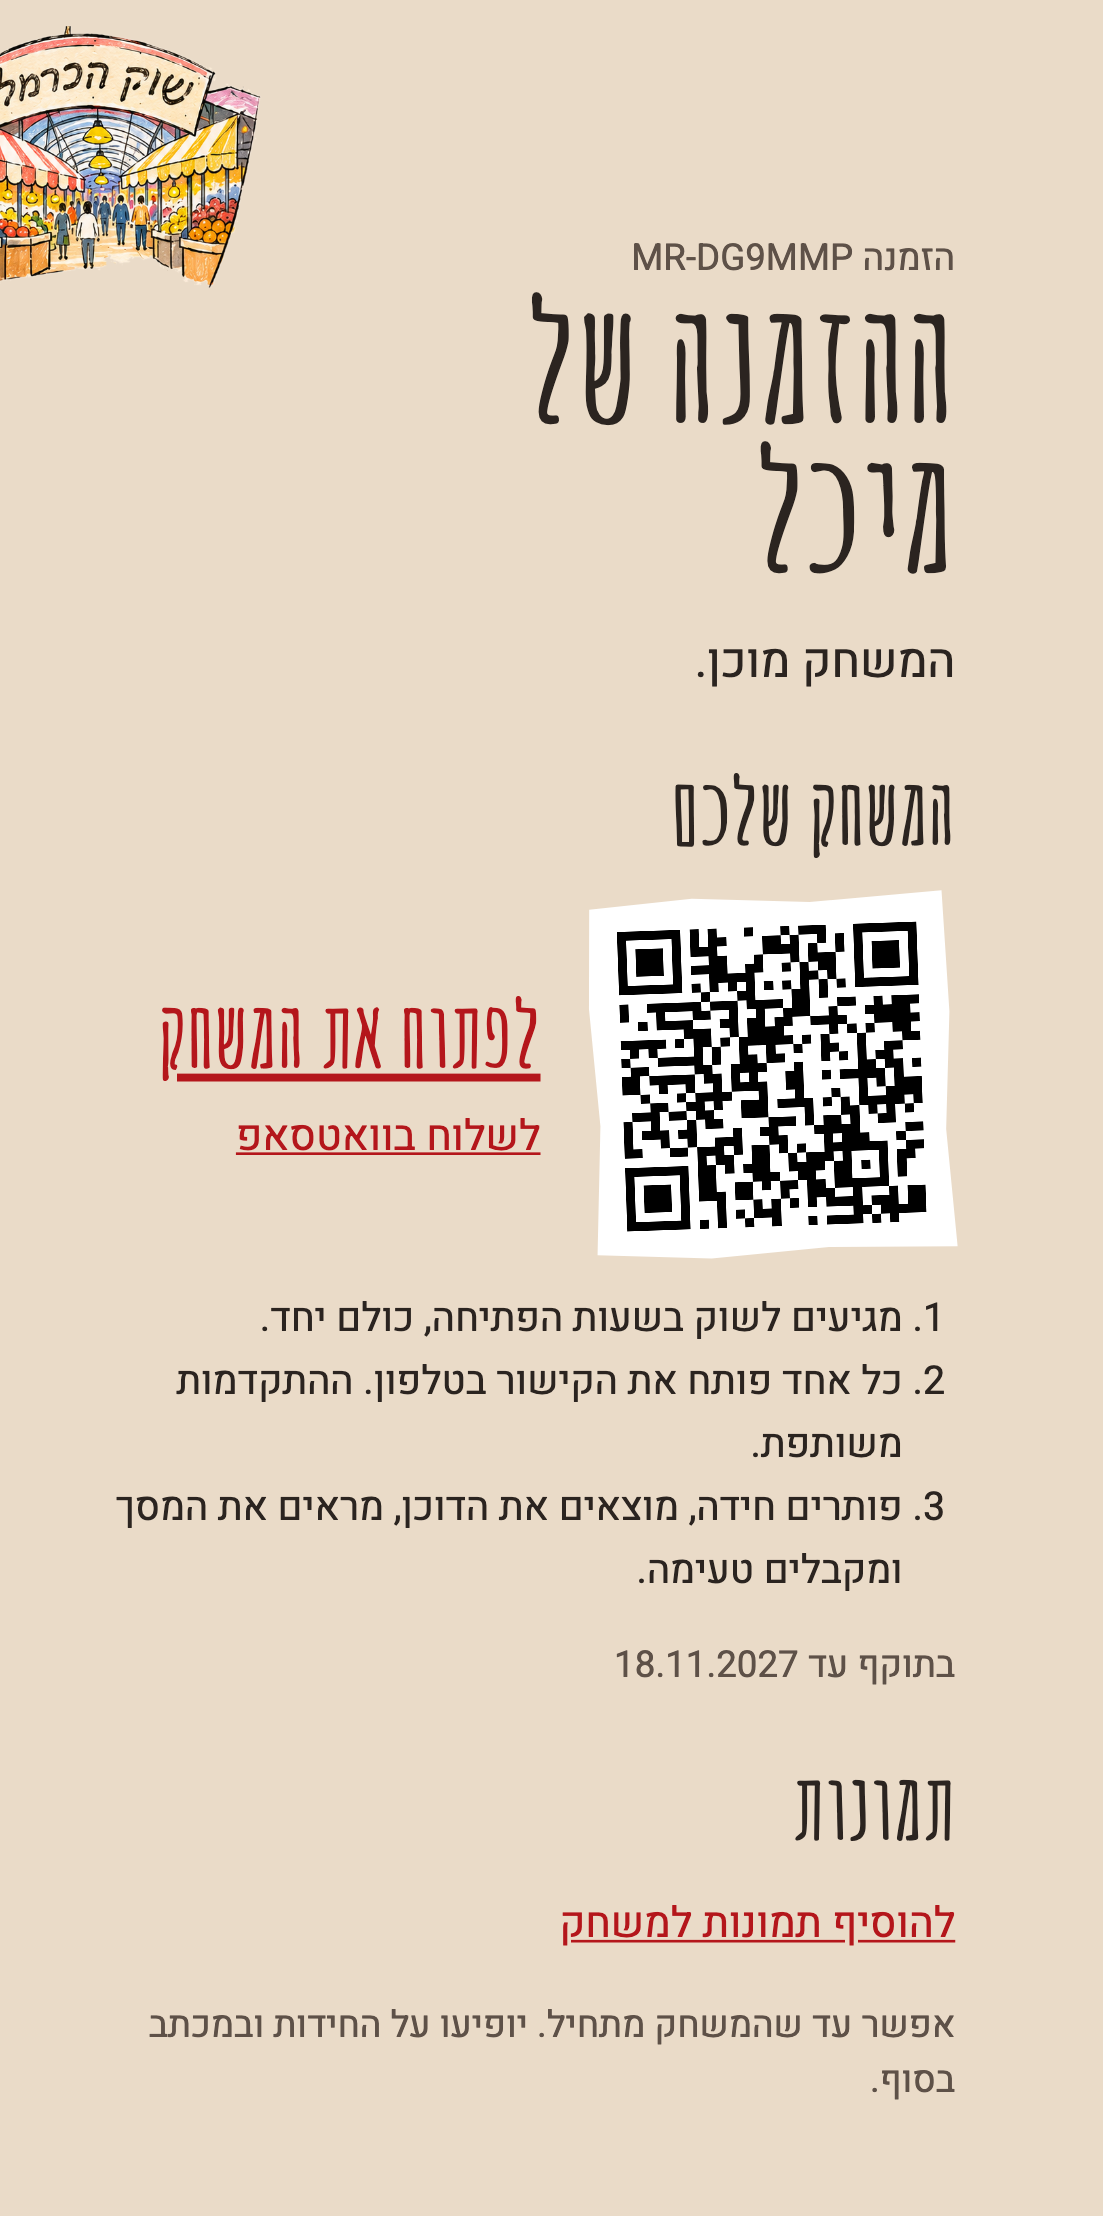 שוק הכרמל
הזמנה MR-DG9MMP
ההזמנה של
מיכל
המשחק מוכן.
המשחק שלכם
לפתוח את המשחק
לשלוח בוואטסאפ
1. מגיעים לשוק בשעות הפתיחה, כולם יחד.
2. כל אחד פותח את הקישור בטלפון. ההתקדמות
משותפת.
3. פותרים חידה, מוצאים את הדוכן, מראים את המסך
ומקבלים טעימה.
בתוקף עד 18.11.2027
תמונות
להוסיף תמונות למשחק
אפשר עד שהמשחק מתחיל. יופיעו על החידות ובמכתב
בסוף.